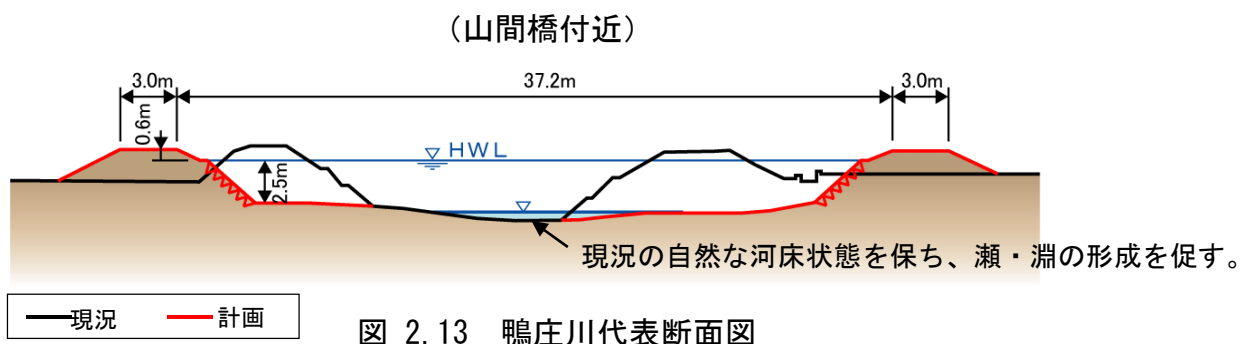 （山間橋付近）
3.0m 37.2m 3.0m
0.6m
HWL
2.5m
現況の自然な河床状態を保ち、瀬・淵の形成を促す。
現況 計画
図 2.13 鴨庄川代表断面図